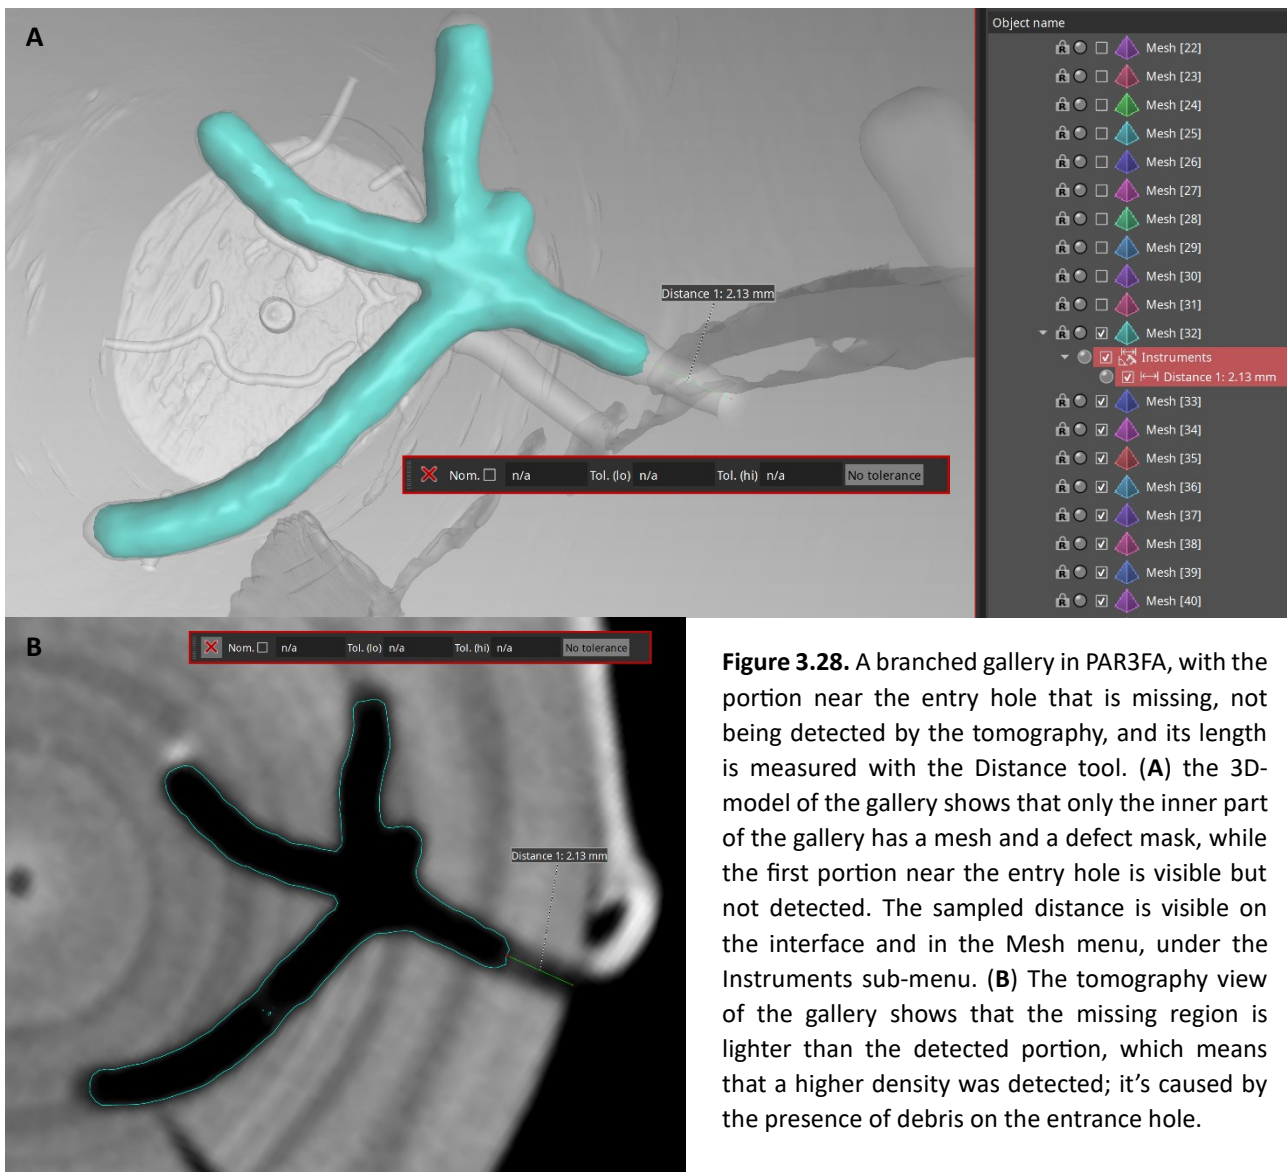 A
Object name
Mesh [22]
Mesh [23]
Mesh [24]
Mesh [25]
Mesh [26]
Mesh [27]
Mesh [28]
Mesh [29]
Mesh [30]
Mesh [31]
Mesh [32]
Instruments
Distance 1: 2.13 mm
Mesh [33]
Mesh [34]
Mesh [35]
Mesh [36]
Mesh [37]
Mesh [38]
Mesh [39]
Mesh [40]
Distance 1: 2.13 mm
Nom. n/a Tol. (lo) n/a Tol. (hi) n/a No tolerance
B
Nom. n/a Tol. (lo) n/a Tol. (hi) n/a No tolerance
Distance 1: 2.13 mm
Figure 3.28. A branched gallery in PAR3FA, with the
portion near the entry hole that is missing, not
being detected by the tomography, and its length
is measured with the Distance tool. (A) the 3D-
model of the gallery shows that only the inner part
of the gallery has a mesh and a defect mask, while
the first portion near the entry hole is visible but
not detected. The sampled distance is visible on
the interface and in the Mesh menu, under the
Instruments sub-menu. (B) The tomography view
of the gallery shows that the missing region is
lighter than the detected portion, which means
that a higher density was detected; it's caused by
the presence of debris on the entrance hole.